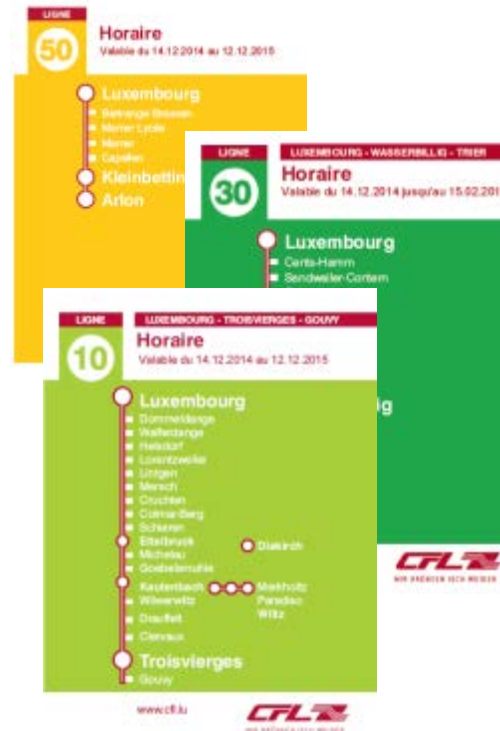 LIGNE
50
Horaire
Valable du 14.12.2014 au 12.12.2015
Luxembourg
Bertrange-Strassen
Mamer Lycée
Mamer
Capellen
Kleinbettin
Arlon
LIGNE
LUXEMBOURG - WASSERBILLIG - TRIER
30
Horaire
Valable du 14.12.2014 jusqu'au 15.02.201
Luxembourg
Cents-Hamm
Sandweiler-Contern
ig
CFL
LIGNE
LUXEMBOURG - TROISVIERGES - GOUVY
10
Horaire
Valable du 14.12.2014 au 12.12.2015
Luxembourg
Dommeldange
Walferdange
Heisdorf
Lorentzweiler
Lintgen
Mersch
Cruchten
Colmar-Berg
Schieren
Ettelbruck
Diekirch
Michelau
Goebelsmuhle
Kautenbach
Merkholtz
Wilwerwiltz
Paradiso
Wiltz
Drauffelt
Clervaux
Troisvierges
Gouvy
www.cfl.lu
CFL